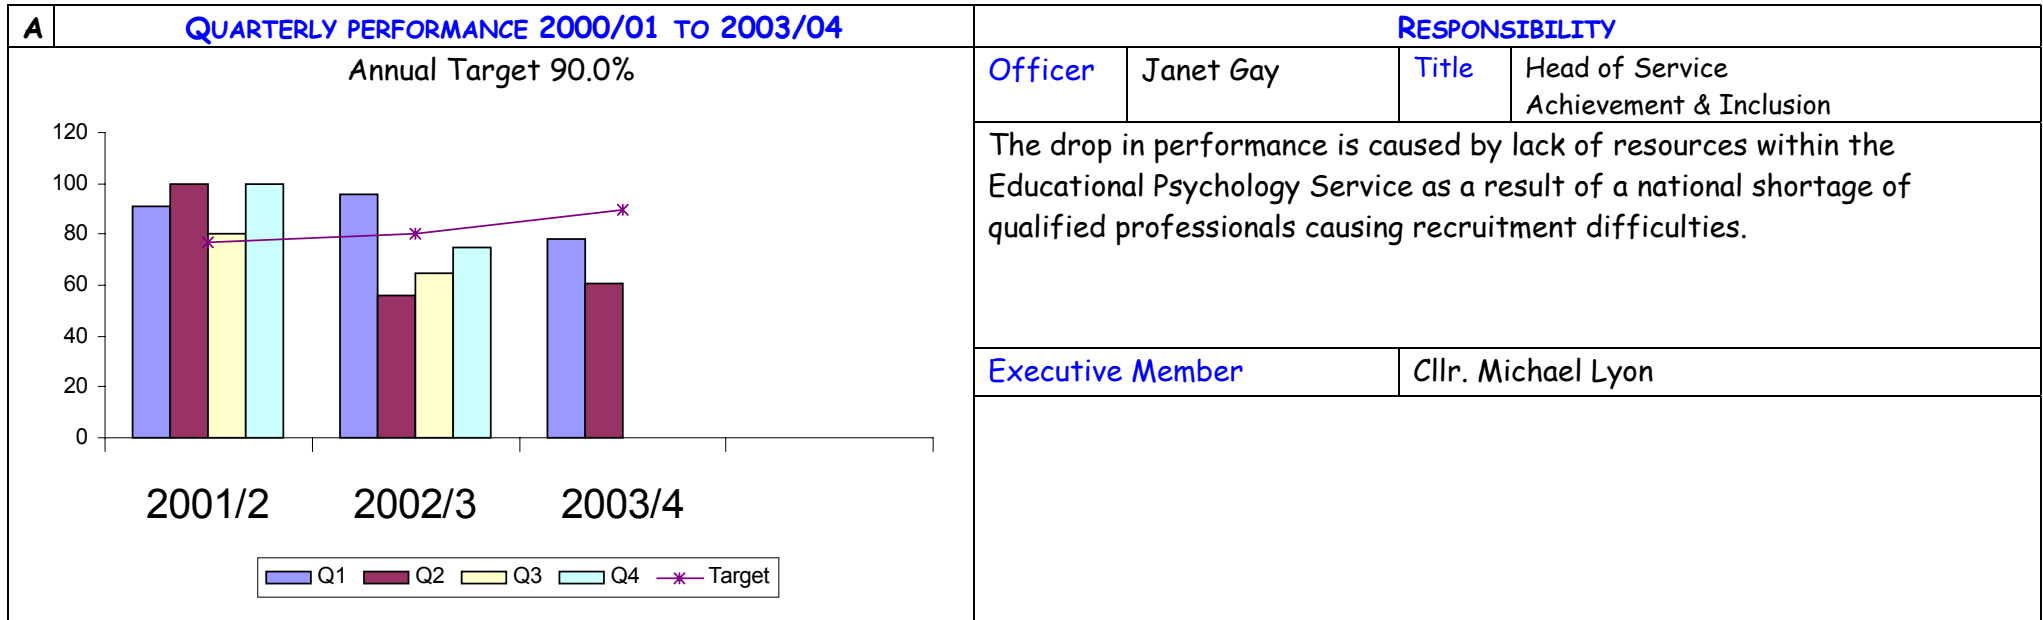 A
QUARTERLY PERFORMANCE 2000/01 TO 2003/04
Annual Target 90.0%
120
100
80
60
40
20
0
2001/2 2002/3 2003/4
Q1 Q2 Q3 Q4 Target
RESPONSIBILITY
Officer Janet Gay Title Head of Service
Achievement & Inclusion
The drop in performance is caused by lack of resources within the
Educational Psychology Service as a result of a national shortage of
qualified professionals causing recruitment difficulties.
Executive Member Cllr. Michael Lyon